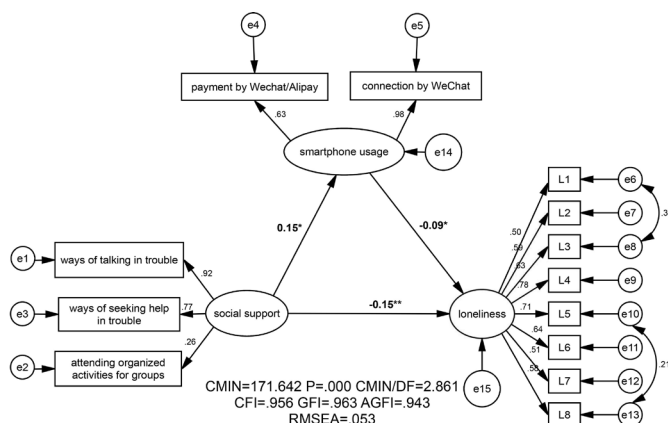 e4
e5
payment by Wechat/Alipay
connection by WeChat
.63
.98
smartphone usage
e14
0.15*
-0.09*
e1
ways of talking in trouble
.92
e3
ways of seeking help
in trouble
.77
social support
-0.15**
loneliness
e2
attending organized
activities for groups
.26
e15
L1
e6
.50
L2
e7
.59
L3
e8
.63
L4
e9
.78
L5
e10
.71
L6
e11
.64
L7
e12
.51
L8
e13
.21
CMIN=171.642 P=.000 CMIN/DF=2.861
CFI=.956 GFI=.963 AGFI=.943
RMSEA=.053